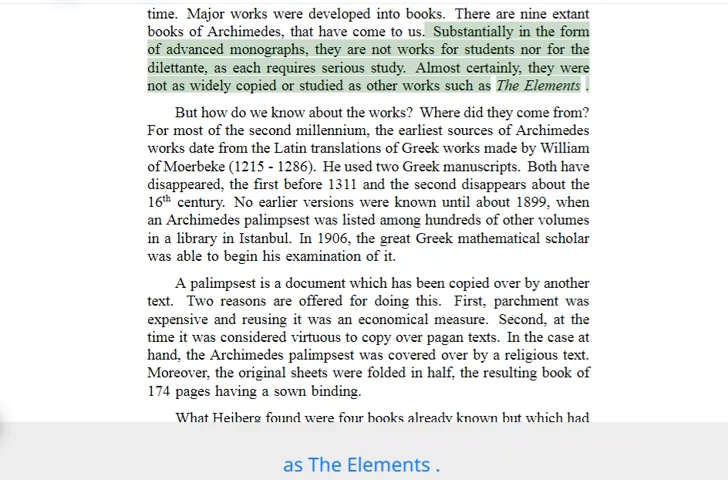 time. Major works were developed into books. There are nine extant
books of Archimedes, that have come to us. Substantially in the form
of advanced monographs, they are not works for students nor for the
dilettante, as each requires serious study. Almost certainly, they were
not as widely copied or studied as other works such as The Elements .
But how do we know about the works? Where did they come from?
For most of the second millennium, the earliest sources of Archimedes
works date from the Latin translations of Greek works made by William
of Moerbeke (1215 - 1286). He used two Greek manuscripts. Both have
disappeared, the first before 1311 and the second disappears about the
16th century. No earlier versions were known until about 1899, when
an Archimedes palimpsest was listed among hundreds of other volumes
in a library in Istanbul. In 1906, the great Greek mathematical scholar
was able to begin his examination of it.
A palimpsest is a document which has been copied over by another
text. Two reasons are offered for doing this. First, parchment was
expensive and reusing it was an economical measure. Second, at the
time it was considered virtuous to copy over pagan texts. In the case at
hand, the Archimedes palimpsest was covered over by a religious text.
Moreover, the original sheets were folded in half, the resulting book of
174 pages having a sown binding.
What Heiberg found were four books already known but which had
as The Elements .